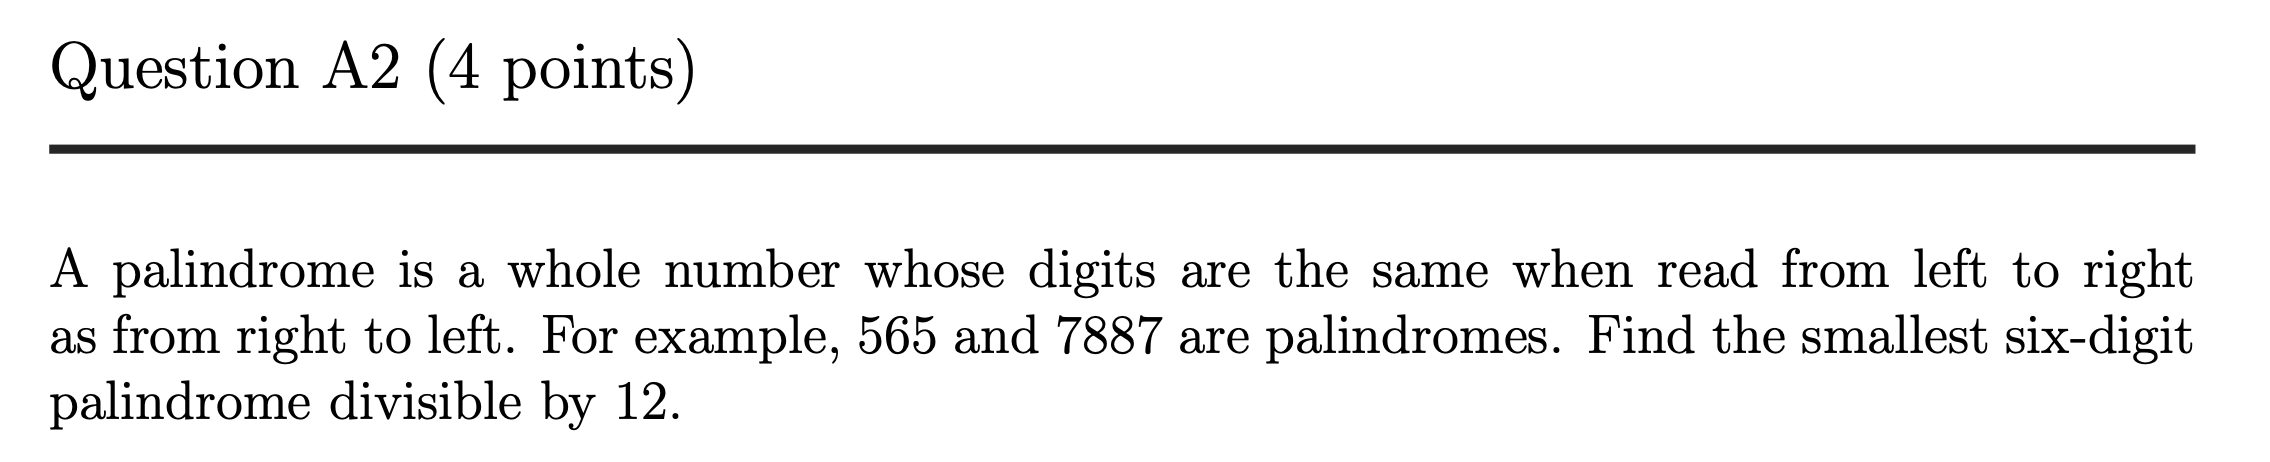 Question A2 (4 points)
A palindrome is a whole number whose digits are the same when read from left to right
as from right to left. For example, 565 and 7887 are palindromes. Find the smallest six-digit
palindrome divisible by 12.